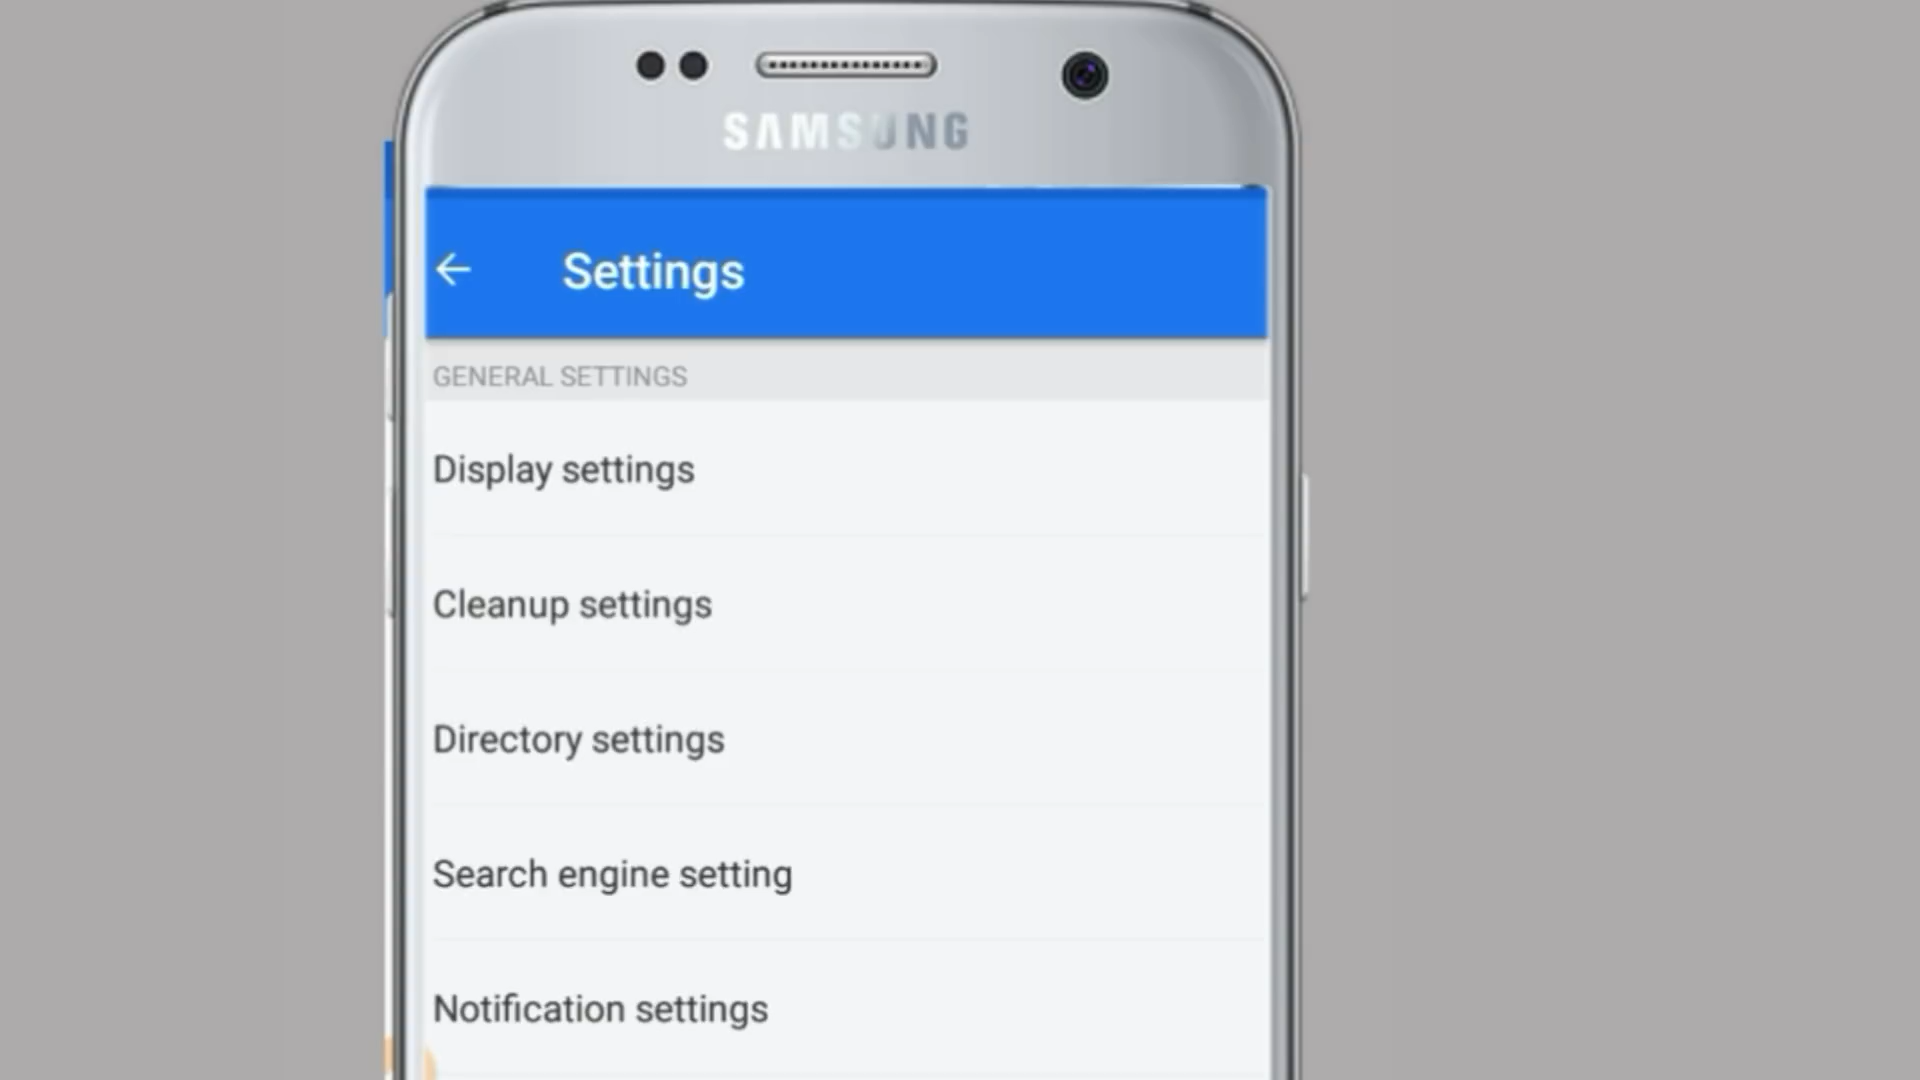 SAMSUNG
Settings
GENERAL SETTINGS
Display settings
Cleanup settings
Directory settings
Search engine setting
Notification settings